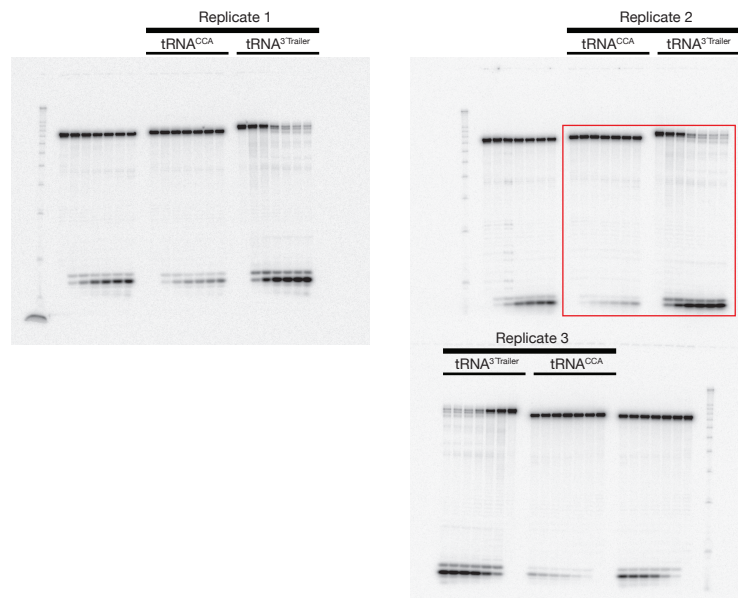 Replicate 1
tRNACCA tRNA3'Trailer
Replicate 2
tRNACCA tRNA3'Trailer
Replicate 3
tRNA3'Trailer tRNACCA